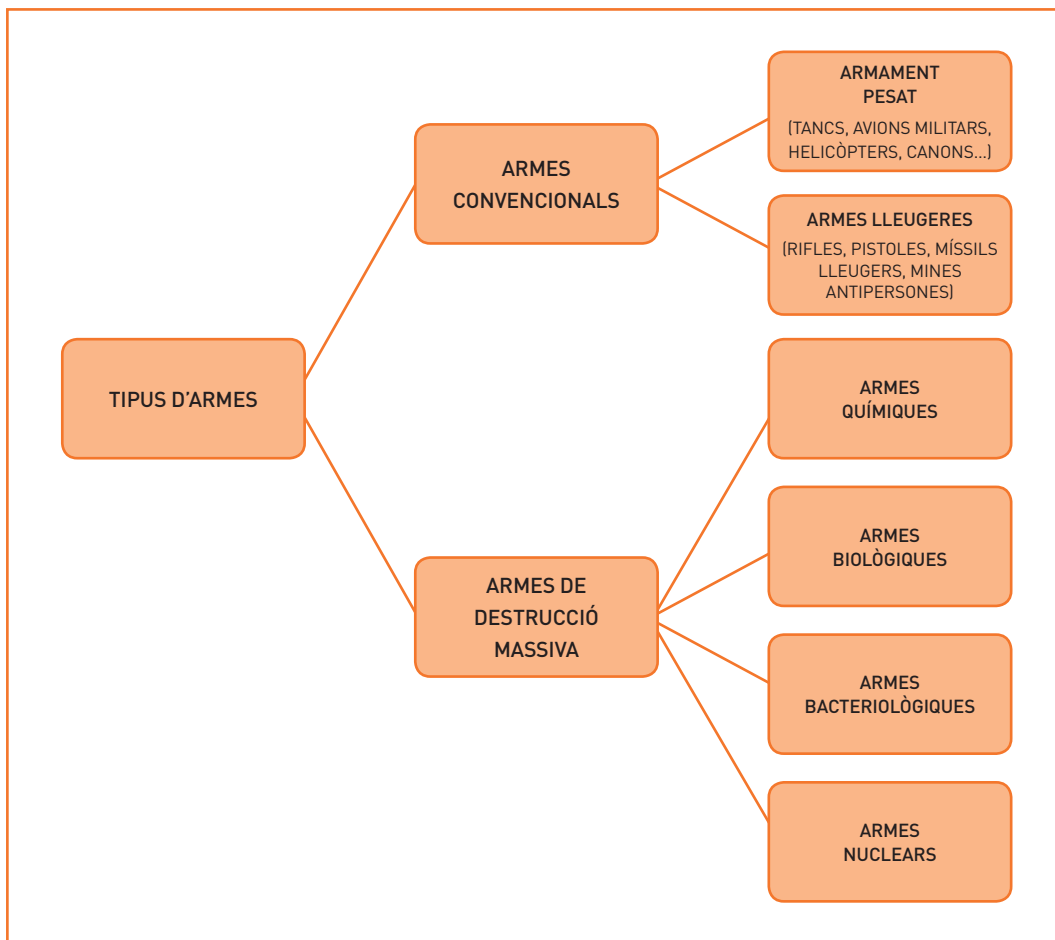 TIPUS D'ARMES
ARMES
CONVENCIONALS
ARMAMENT
PESAT
(TANCS, AVIONS MILITARS,
HELICÒPTERS, CANONS...)
ARMES LLEUGERES
(RIFLES, PISTOLES, MÍSSILS
LLEUGERS, MINES
ANTIPERSONES)
ARMES DE
DESTRUCCIÓ
MASSIVA
ARMES
QUÍMIQUES
ARMES
BIOLÒGIQUES
ARMES
BACTERIOLÒGIQUES
ARMES
NUCLEARS